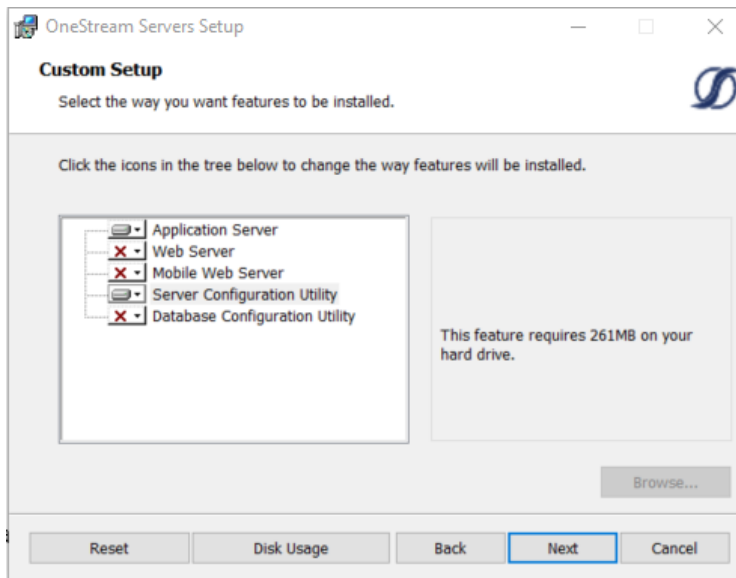 OneStream Servers Setup
Custom Setup
Select the way you want features to be installed.
Click the icons in the tree below to change the way features will be installed.
Application Server
Web Server
Mobile Web Server
Server Configuration Utility
Database Configuration Utility
This feature requires 261MB on your
hard drive.
Browse...
Reset Disk Usage Back Next Cancel